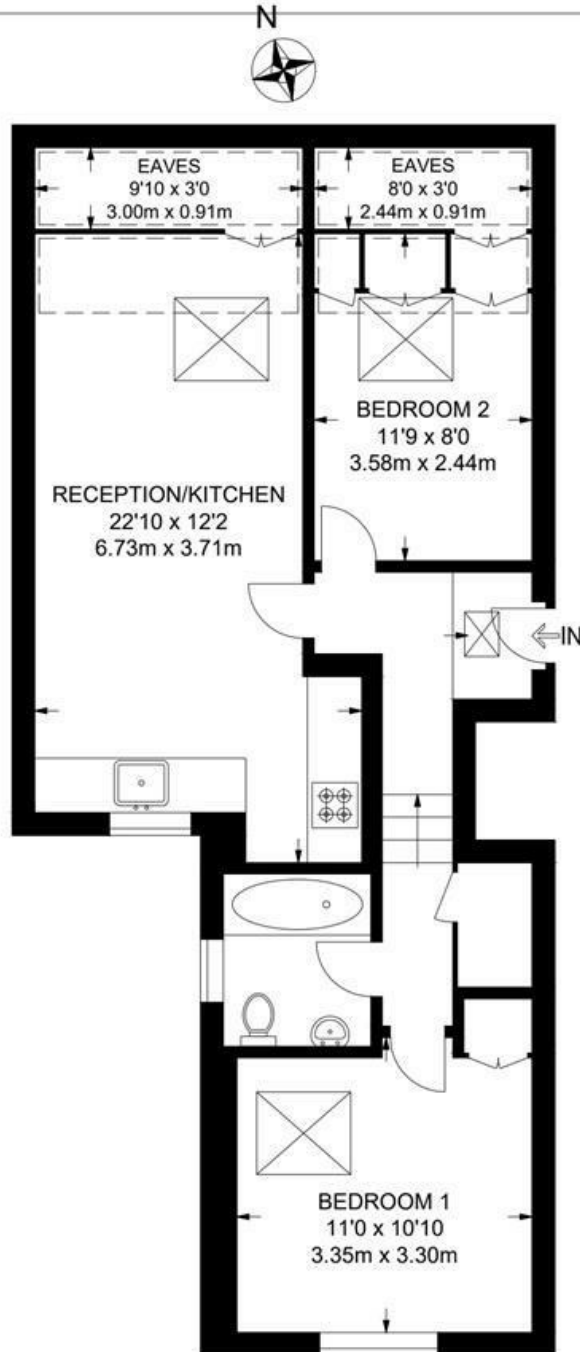 N
EAVES
9'10 x 3'0
3.00m x 0.91m
EAVES
8'0 x 3'0
2.44m x 0.91m
BEDROOM 2
11'9 x 8'0
3.58m x 2.44m
RECEPTION/KITCHEN
22'10 x 12'2
6.73m x 3.71m
IN
BEDROOM 1
11'0 x 10'10
3.35m x 3.30m